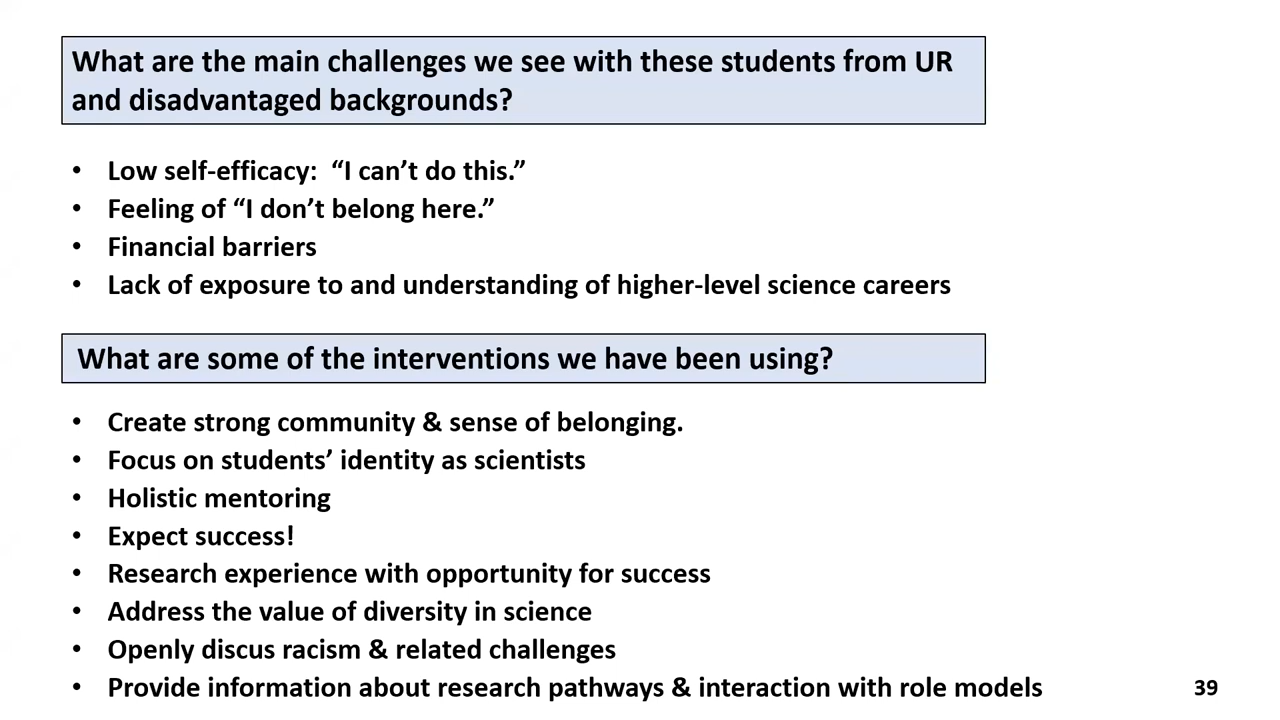 What are the main challenges we see with these students from UR
and disadvantaged backgrounds?
• Low self-efficacy:  “I can’t do this.”
• Feeling of “I don’t belong here.”
• Financial barriers
• Lack of exposure to and understanding of higher-level science careers
What are some of the interventions we have been using?
• Create strong community & sense of belonging.
• Focus on students’ identity as scientists
• Holistic mentoring
• Expect success!
• Research experience with opportunity for success
• Address the value of diversity in science
• Openly discus racism & related challenges
• Provide information about research pathways & interaction with role models
39